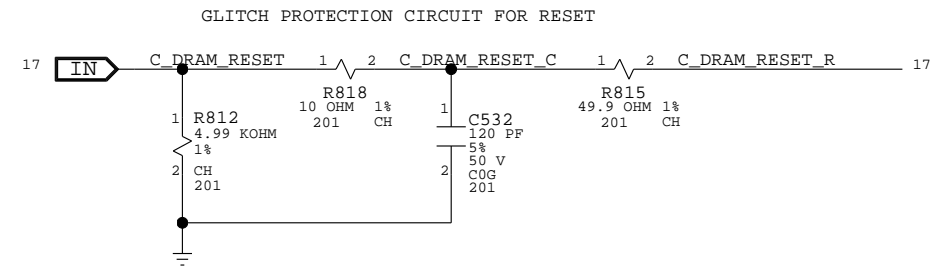 GLITCH PROTECTION CIRCUIT FOR RESET
17 IN C_DRAM_RESET 1 2 C_DRAM_RESET_C 1 2 C_DRAM_RESET_R 17
R818 R815
10 OHM 1% 49.9 OHM 1%
201 CH 201 CH
1 R812
4.99 KOHM
1%
2 CH
201
1 C532
120 PF
5%
50 V
2 C0G
201